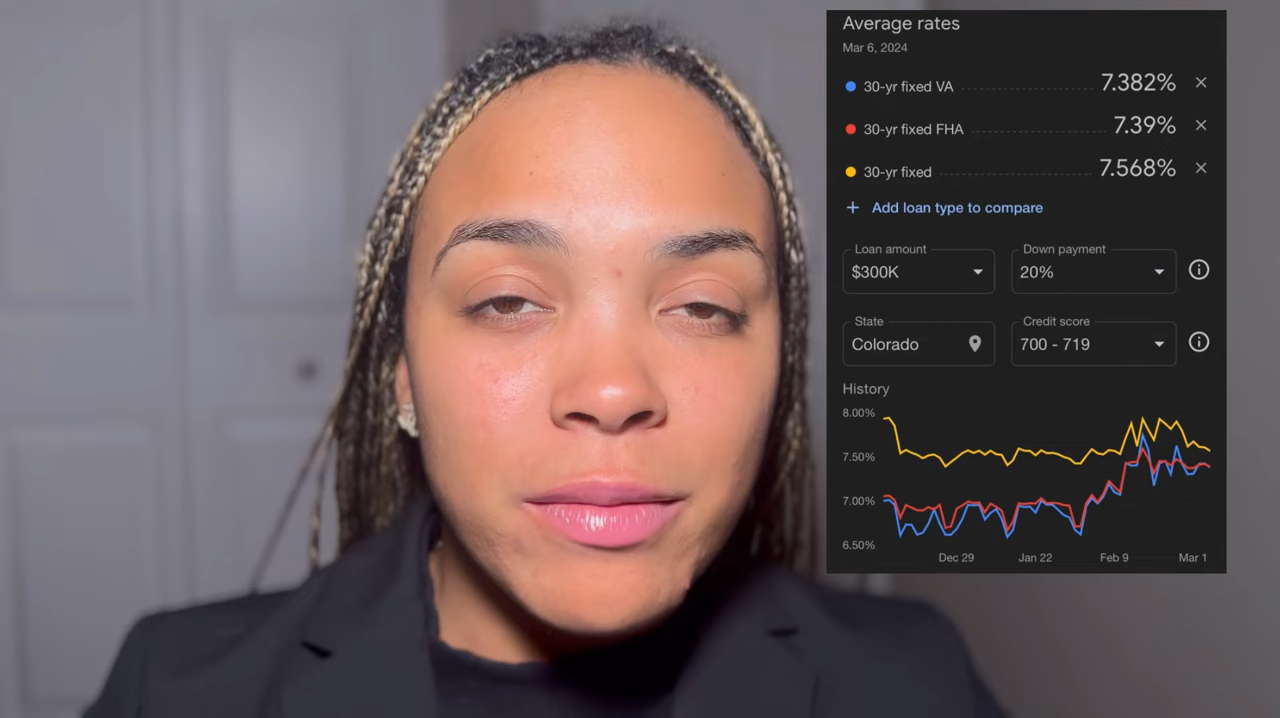 Average rates
Mar 6, 2024
30-yr fixed VA 7.382% ×
30-yr fixed FHA 7.39% ×
30-yr fixed 7.568% ×
+ Add loan type to compare
Loan amount Down payment
$300K 20%
State Credit score
Colorado 700 - 719
History
8.00%
7.50%
7.00%
6.50%
Dec 29 Jan 22 Feb 9 Mar 1